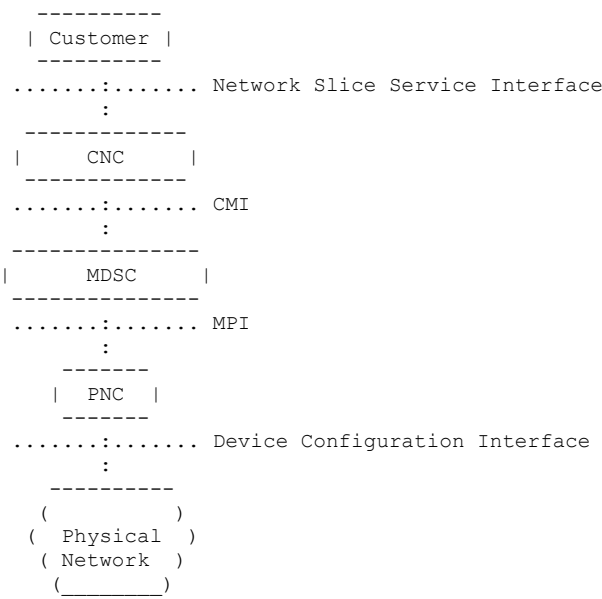 Customer
Network Slice Service Interface
CNC
CMI
MDSC
MPI
PNC
Device Configuration Interface
Physical
Network